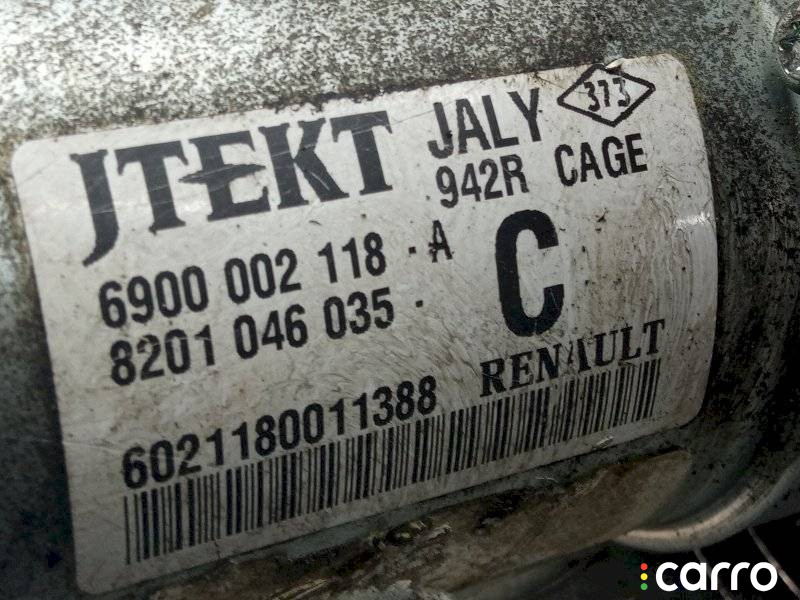 JTEKT
JALY
373
942R CAGE
6900 002 118 - A
8201 046 035 -
C
RENAULT
6021180011388
carro